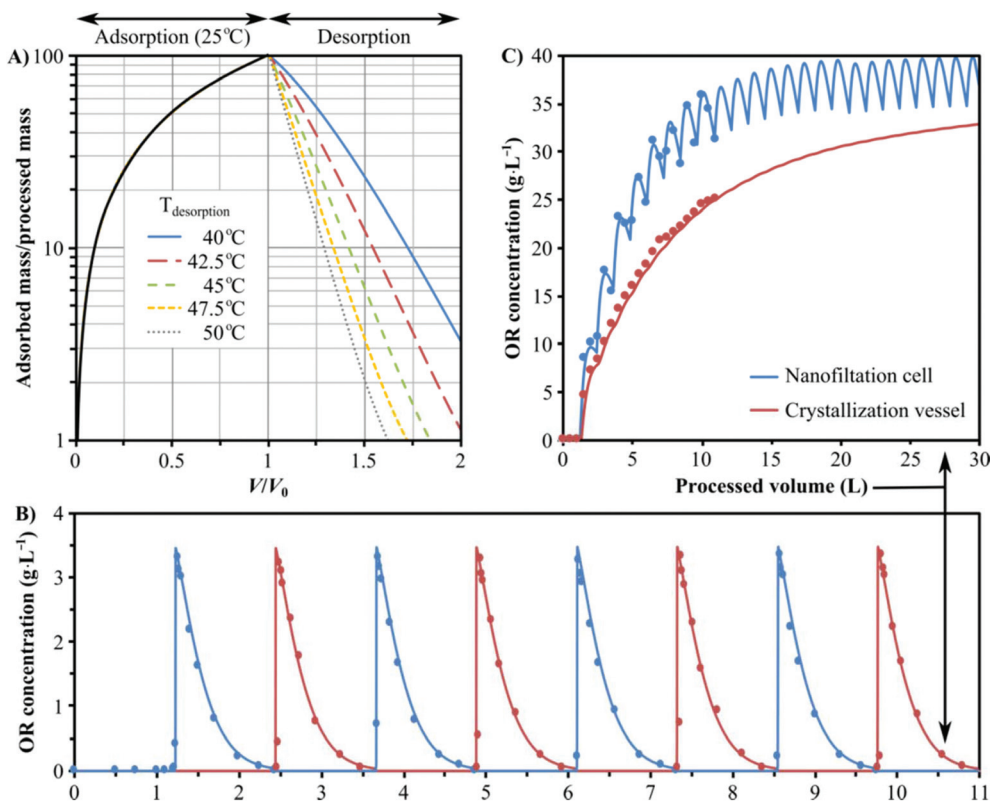 Adsorption (25°C) Desorption
A)
Adsorbed mass/processed mass
100
10
1
T desorption
40°C
42.5°C
45°C
47.5°C
50°C
0 0.5 1 1.5 2
V/V0
C)
OR concentration (g·L-1)
40
35
30
25
20
15
10
5
0
Nanofiltation cell
Crystallization vessel
0 5 10 15 20 25 30
Processed volume (L)
B)
OR concentration (g·L-1)
4
3
2
1
0
0 1 2 3 4 5 6 7 8 9 10 11